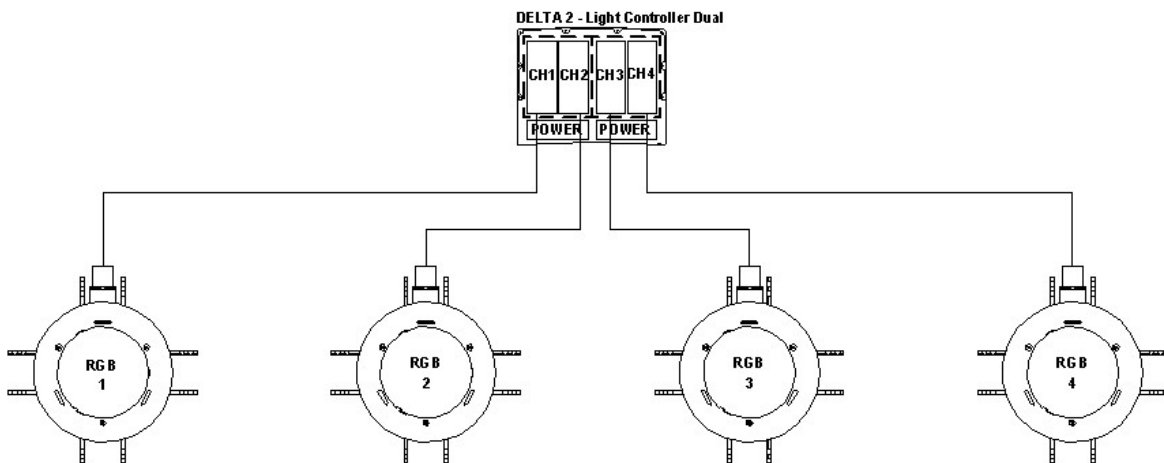 DELTA 2 - Light Controller Dual
CH1 CH2 CH3 CH4
POWER POWER
RGB
1
RGB
2
RGB
3
RGB
4